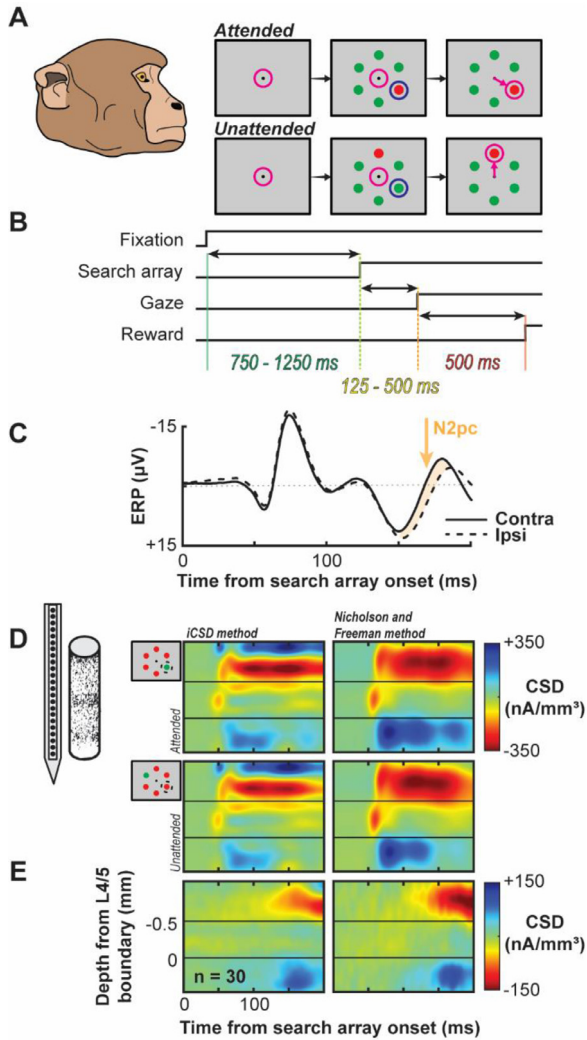 A
Attended
Unattended
B
Fixation
Search array
Gaze
Reward
750 - 1250 ms
500 ms
125 - 500 ms
C
-15
N2pc
ERP (µV)
Contra
Ipsi
+15
0
100
Time from search array onset (ms)
D
iCSD method
Nicholson and
Freeman method
+350
CSD
(nA/mm³)
-350
Attended
Unattended
E
Depth from L4/5
boundary (mm)
-0.5
0
n = 30
+150
CSD
(nA/mm³)
-150
0
100
Time from search array onset (ms)